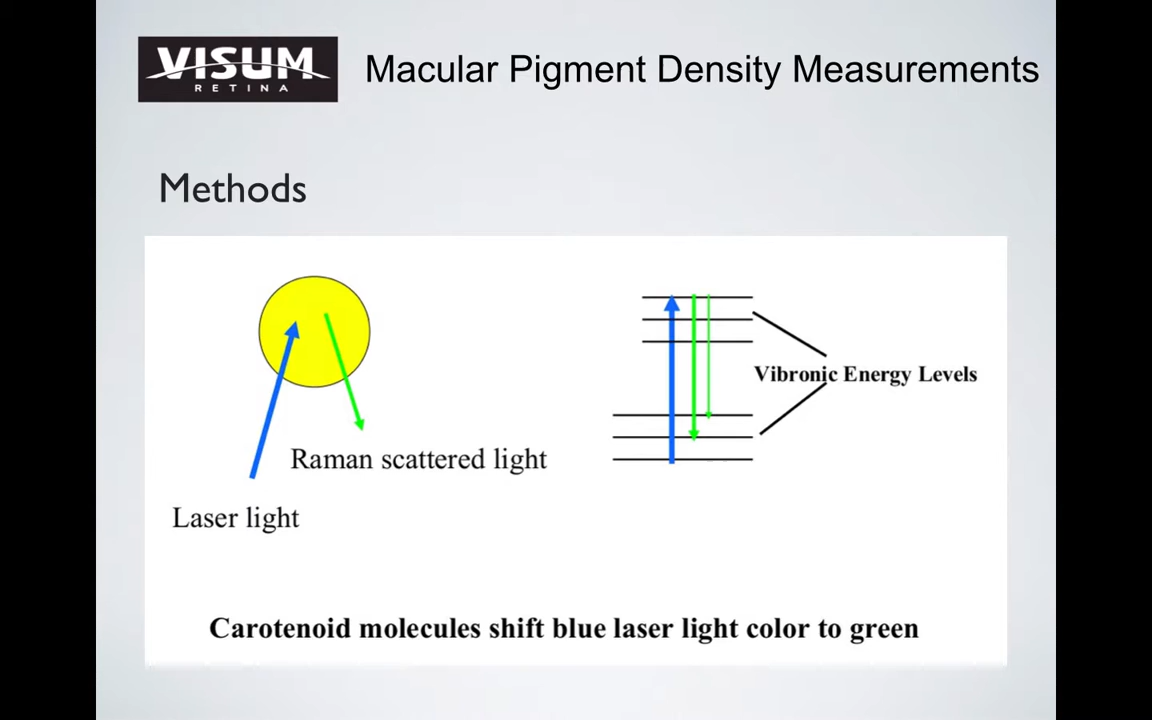 VISUM
RETINA
Macular Pigment Density Measurements
Methods
Vibronic Energy Levels
Raman scattered light
Laser light
Carotenoid molecules shift blue laser light color to green